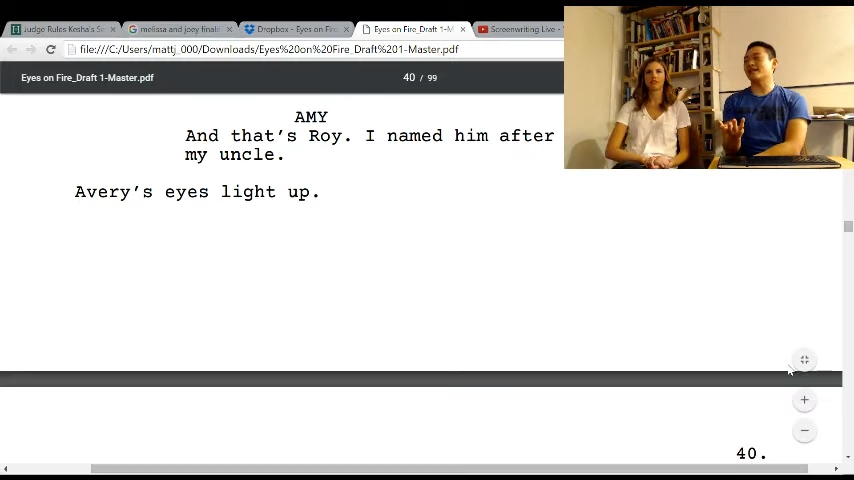 Judge Rules Kesha's Se
melissa and joey finali
Dropbox - Eyes on Fire
Eyes on Fire_Draft 1-M
Screenwriting Live -
file:///C:/Users/mattj_000/Downloads/Eyes%20on%20Fire_Draft%201-Master.pdf
Eyes on Fire_Draft 1-Master.pdf
40 / 99
AMY
And that's Roy. I named him after
my uncle.
Avery's eyes light up.
40.